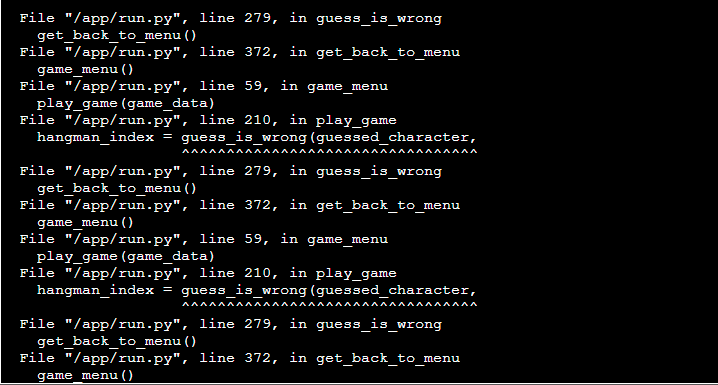 File "/app/run.py", line 279, in guess_is_wrong
get_back_to_menu()
File "/app/run.py", line 372, in get_back_to_menu
game_menu()
File "/app/run.py", line 59, in game_menu
play_game(game_data)
File "/app/run.py", line 210, in play_game
hangman_index = guess_is_wrong(guessed_character,
^^^^^^^^^^^^^^^^^^^^^^^^^^^^^^^^^
File "/app/run.py", line 279, in guess_is_wrong
get_back_to_menu()
File "/app/run.py", line 372, in get_back_to_menu
game_menu()
File "/app/run.py", line 59, in game_menu
play_game(game_data)
File "/app/run.py", line 210, in play_game
hangman_index = guess_is_wrong(guessed_character,
^^^^^^^^^^^^^^^^^^^^^^^^^^^^^^^^^
File "/app/run.py", line 279, in guess_is_wrong
get_back_to_menu()
File "/app/run.py", line 372, in get_back_to_menu
game_menu()